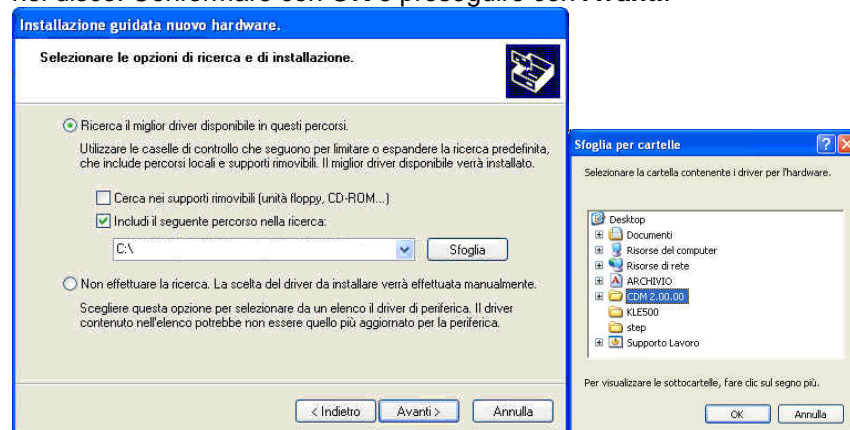 nel disco. Confermare con OK e proseguire con Avanti.
Installazione guidata nuovo hardware.
Selezionare le opzioni di ricerca e di installazione.
Ricerca il miglior driver disponibile in questi percorsi.
Utilizzare le caselle di controllo che seguono per limitare o espandere la ricerca predefinita,
che include percorsi locali e supporti rimovibili. Il miglior driver disponibile verrà installato.
Cerca nei supporti rimovibili (unità floppy, CD-ROM...)
Includi il seguente percorso nella ricerca:
C:\
Sfoglia
Non effettuare la ricerca. La scelta del driver da installare verrà effettuata manualmente.
Scegliere questa opzione per selezionare da un elenco il driver di periferica. Il driver
contenuto nell'elenco potrebbe non essere quello più aggiornato per la periferica.
< Indietro
Avanti >
Annulla
Sfoglia per cartelle
Selezionare la cartella contenente i driver per l'hardware.
Desktop
Documenti
Risorse del computer
Risorse di rete
ARCHIVIO
CDM 2.00.00
KLE500
step
Supporto Lavoro
Per visualizzare le sottocartelle, fare clic sul segno più.
OK
Annulla